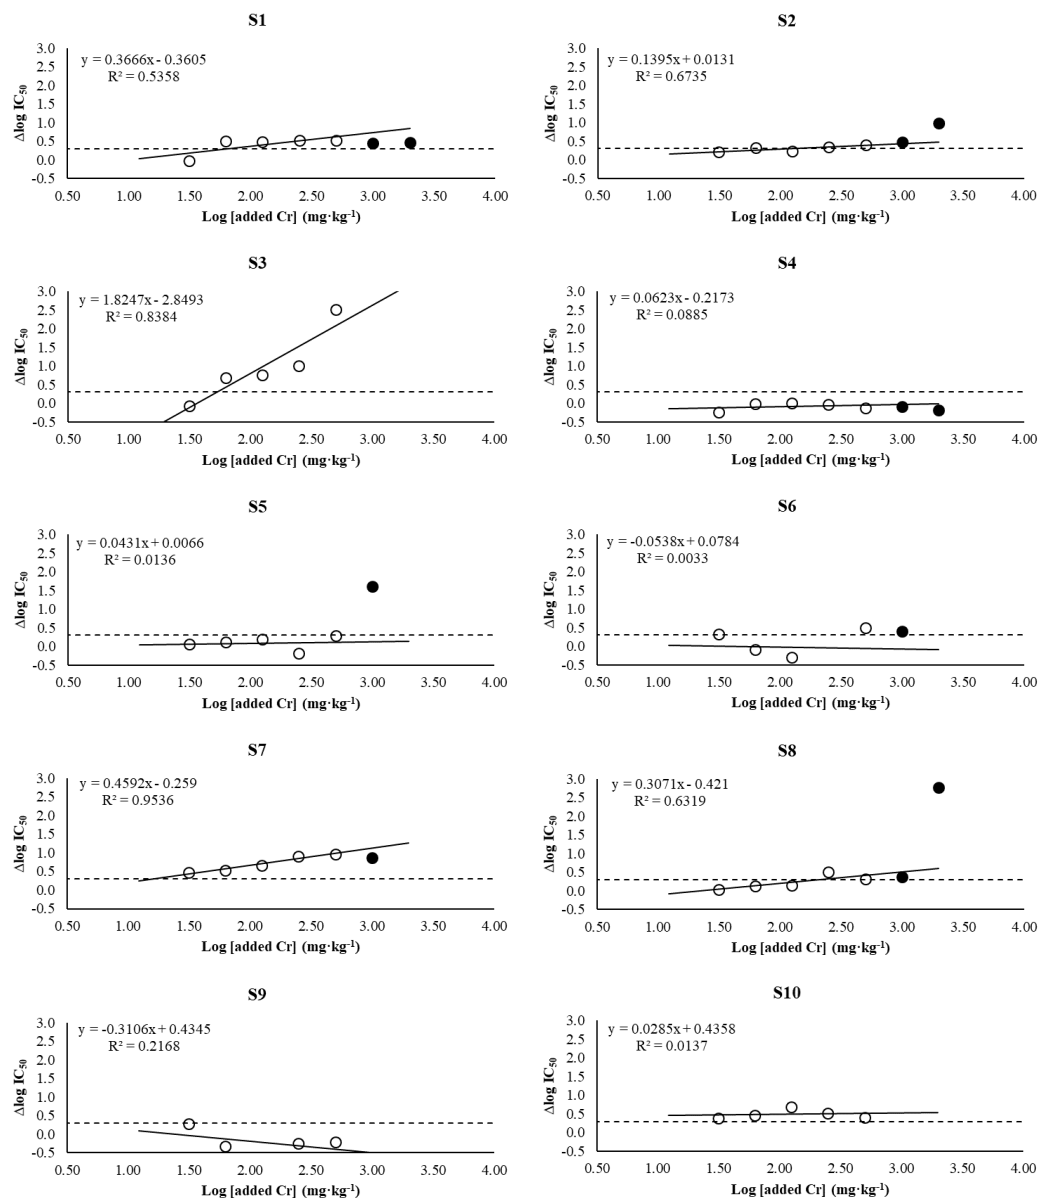 S1
y = 0.3666x - 0.3605
R² = 0.5358
Δlog IC₅₀
3.0
2.5
2.0
1.5
1.0
0.5
0.0
-0.5
0.50 1.00 1.50 2.00 2.50 3.00 3.50 4.00
Log [added Cr] (mg·kg⁻¹)
S2
y = 0.1395x + 0.0131
R² = 0.6735
Δlog IC₅₀
3.0
2.5
2.0
1.5
1.0
0.5
0.0
-0.5
0.50 1.00 1.50 2.00 2.50 3.00 3.50 4.00
Log [added Cr] (mg·kg⁻¹)
S3
y = 1.8247x - 2.8493
R² = 0.8384
Δlog IC₅₀
3.0
2.5
2.0
1.5
1.0
0.5
0.0
-0.5
0.50 1.00 1.50 2.00 2.50 3.00 3.50 4.00
Log [added Cr] (mg·kg⁻¹)
S4
y = 0.0623x - 0.2173
R² = 0.0885
Δlog IC₅₀
3.0
2.5
2.0
1.5
1.0
0.5
0.0
-0.5
0.50 1.00 1.50 2.00 2.50 3.00 3.50 4.00
Log [added Cr] (mg·kg⁻¹)
S5
y = 0.0431x + 0.0066
R² = 0.0136
Δlog IC₅₀
3.0
2.5
2.0
1.5
1.0
0.5
0.0
-0.5
0.50 1.00 1.50 2.00 2.50 3.00 3.50 4.00
Log [added Cr] (mg·kg⁻¹)
S6
y = -0.0538x + 0.0784
R² = 0.0033
Δlog IC₅₀
3.0
2.5
2.0
1.5
1.0
0.5
0.0
-0.5
0.50 1.00 1.50 2.00 2.50 3.00 3.50 4.00
Log [added Cr] (mg·kg⁻¹)
S7
y = 0.4592x - 0.259
R² = 0.9536
Δlog IC₅₀
3.0
2.5
2.0
1.5
1.0
0.5
0.0
-0.5
0.50 1.00 1.50 2.00 2.50 3.00 3.50 4.00
Log [added Cr] (mg·kg⁻¹)
S8
y = 0.3071x - 0.421
R² = 0.6319
Δlog IC₅₀
3.0
2.5
2.0
1.5
1.0
0.5
0.0
-0.5
0.50 1.00 1.50 2.00 2.50 3.00 3.50 4.00
Log [added Cr] (mg·kg⁻¹)
S9
y = -0.3106x + 0.4345
R² = 0.2168
Δlog IC₅₀
3.0
2.5
2.0
1.5
1.0
0.5
0.0
-0.5
0.50 1.00 1.50 2.00 2.50 3.00 3.50 4.00
Log [added Cr] (mg·kg⁻¹)
S10
y = 0.0285x + 0.4358
R² = 0.0137
Δlog IC₅₀
3.0
2.5
2.0
1.5
1.0
0.5
0.0
-0.5
0.50 1.00 1.50 2.00 2.50 3.00 3.50 4.00
Log [added Cr] (mg·kg⁻¹)